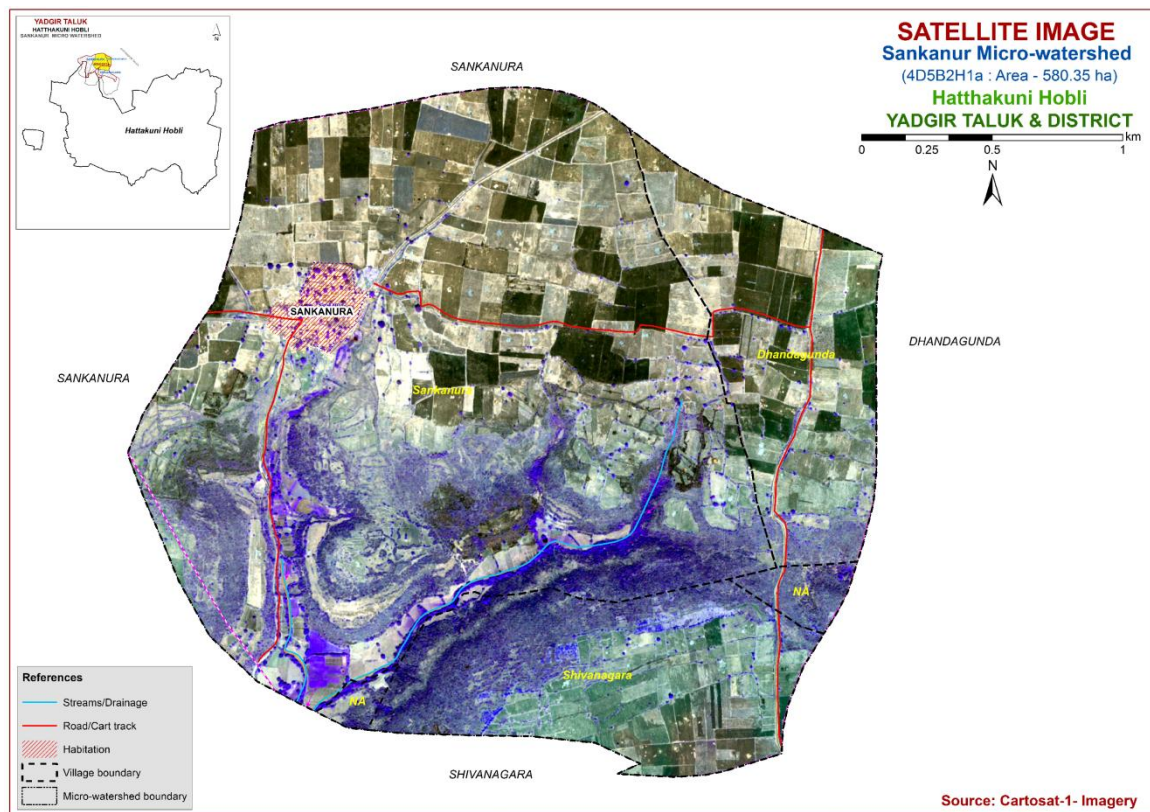 YADGIR TALUK
HATTHAKUNI HOBLI
SANKANUR MICRO-WATERSHED
N
Hattakuni Hobli
SATELLITE IMAGE
Sankanur Micro-watershed
(4D5B2H1a : Area - 580.35 ha)
Hatthakuni Hobli
YADGIR TALUK & DISTRICT
km
0 0.25 0.5 1
N
SANKANURA
SANKANURA
DHANDAGUNDA
Dhandagunda
SANKANURA
Sankanura
NA
Shivanagara
NA
SHIVANAGARA
References
Streams/Drainage
Road/Cart track
Habitation
Village boundary
Micro-watershed boundary
Source: Cartosat-1- Imagery